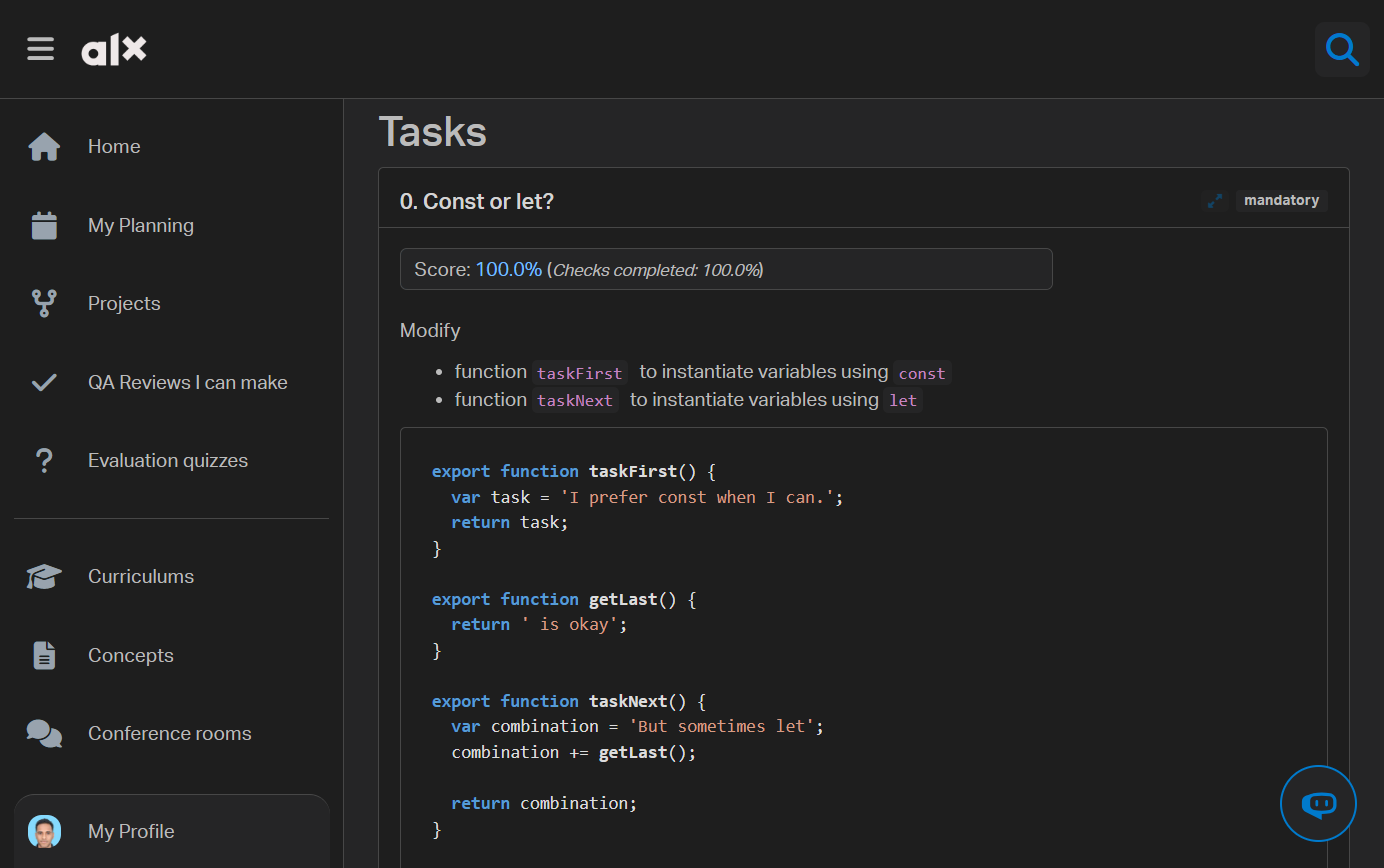 alx
Home
My Planning
Projects
QA Reviews I can make
Evaluation quizzes
Curriculums
Concepts
Conference rooms
My Profile
Tasks
0. Const or let?
mandatory
Score: 100.0% (Checks completed: 100.0%)
Modify
• function taskFirst to instantiate variables using const
• function taskNext to instantiate variables using let
export function taskFirst() {
  var task = 'I prefer const when I can.';
  return task;
}
export function getLast() {
  return ' is okay';
}
export function taskNext() {
  var combination = 'But sometimes let';
  combination += getLast();
  return combination;
}